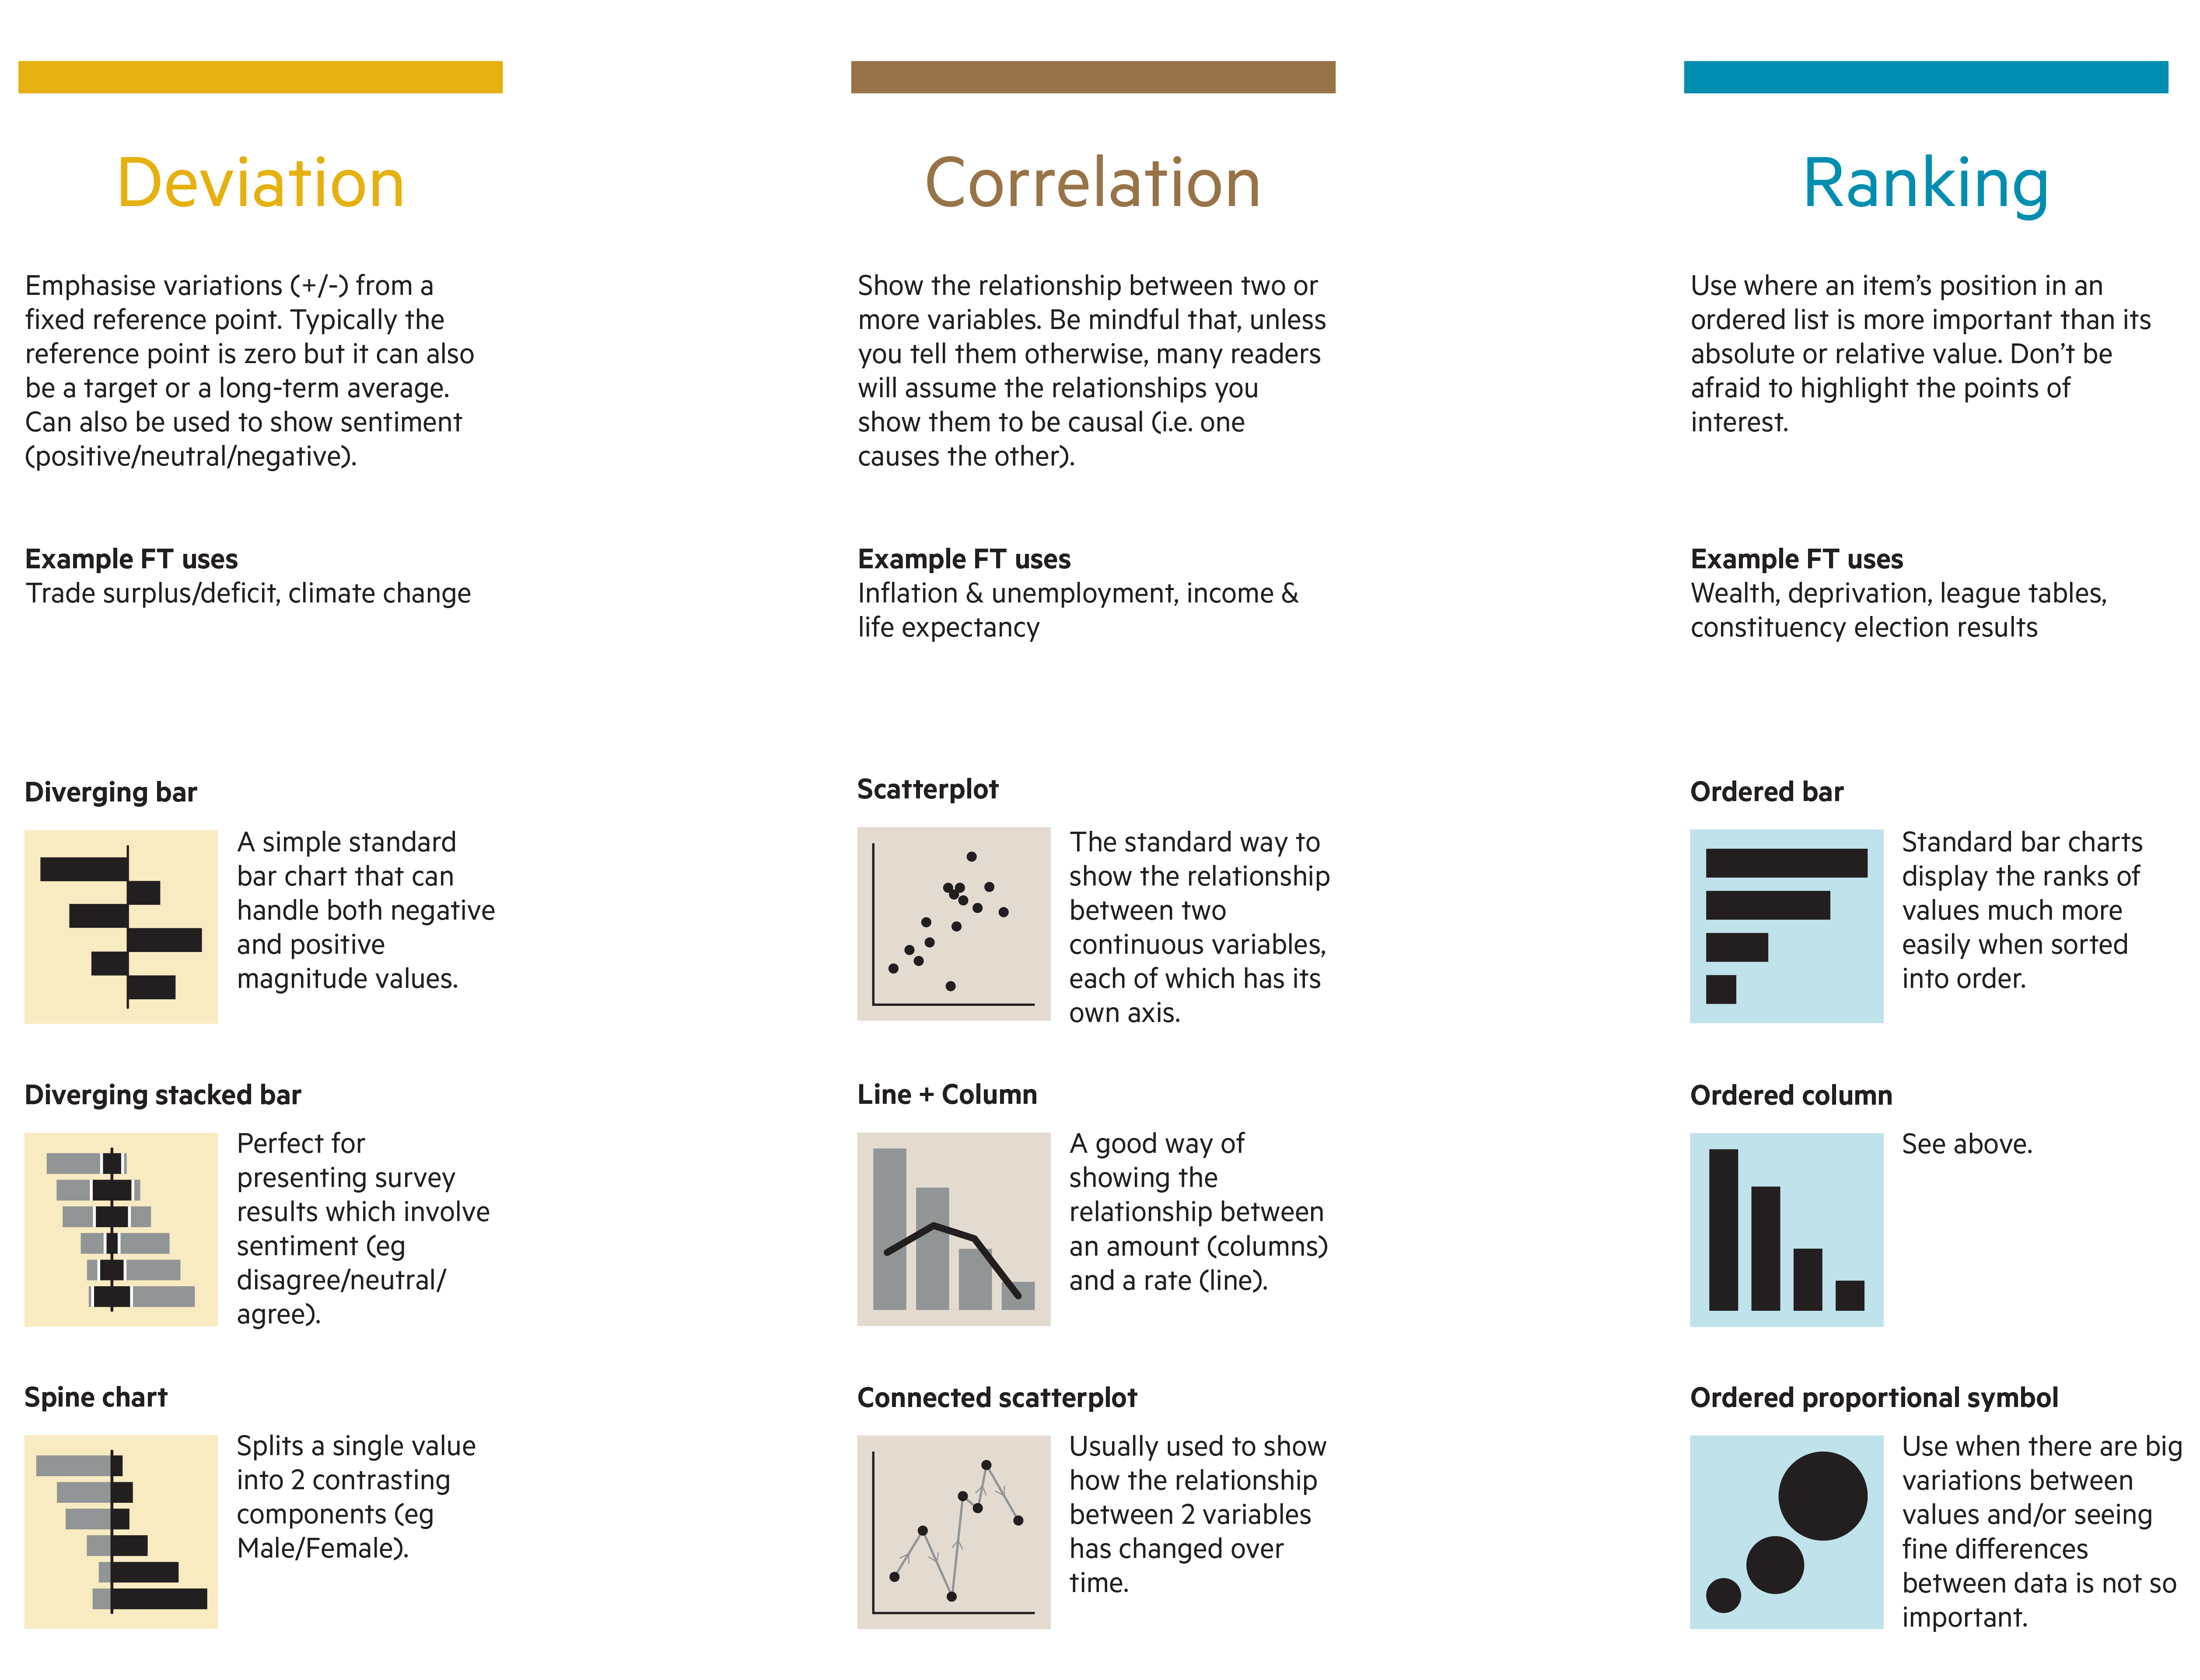 Deviation
Emphasise variations (+/-) from a
fixed reference point. Typically the
reference point is zero but it can also
be a target or a long-term average.
Can also be used to show sentiment
(positive/neutral/negative).
Example FT uses
Trade surplus/deficit, climate change
Diverging bar
A simple standard
bar chart that can
handle both negative
and positive
magnitude values.
Diverging stacked bar
Perfect for
presenting survey
results which involve
sentiment (eg
disagree/neutral/
agree).
Spine chart
Splits a single value
into 2 contrasting
components (eg
Male/Female).
Correlation
Show the relationship between two or
more variables. Be mindful that, unless
you tell them otherwise, many readers
will assume the relationships you
show them to be causal (i.e. one
causes the other).
Example FT uses
Inflation & unemployment, income &
life expectancy
Scatterplot
The standard way to
show the relationship
between two
continuous variables,
each of which has its
own axis.
Line + Column
A good way of
showing the
relationship between
an amount (columns)
and a rate (line).
Connected scatterplot
Usually used to show
how the relationship
between 2 variables
has changed over
time.
Ranking
Use where an item’s position in an
ordered list is more important than its
absolute or relative value. Don’t be
afraid to highlight the points of
interest.
Example FT uses
Wealth, deprivation, league tables,
constituency election results
Ordered bar
Standard bar charts
display the ranks of
values much more
easily when sorted
into order.
Ordered column
See above.
Ordered proportional symbol
Use when there are big
variations between
values and/or seeing
fine differences
between data is not so
important.